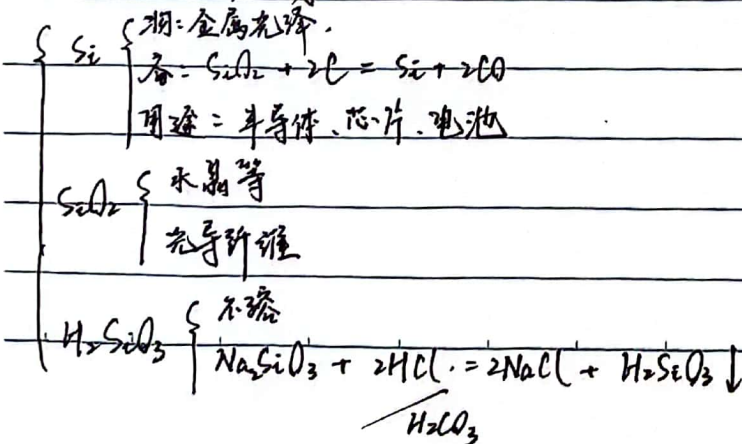 Si { 物:金属光泽.
备:SiO₂ + 2C = Si + 2CO
用途:半导体、芯片、电池
SiO₂ { 水晶等
光导纤维
H₂SiO₃ { 不溶
Na₂SiO₃ + 2HCl = 2NaCl + H₂SiO₃↓
H₂CO₃